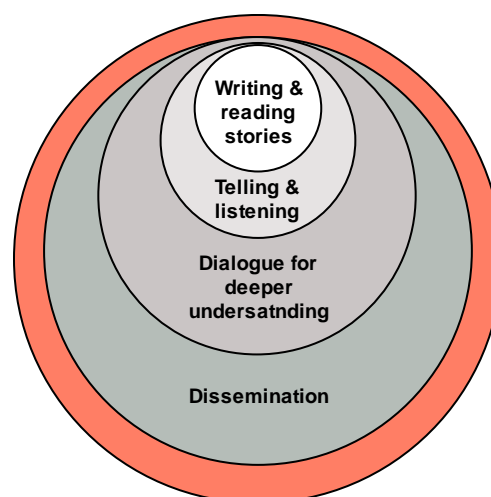 Writing &
reading
stories
Telling &
listening
Dialogue for
deeper
undersatnding
Dissemination